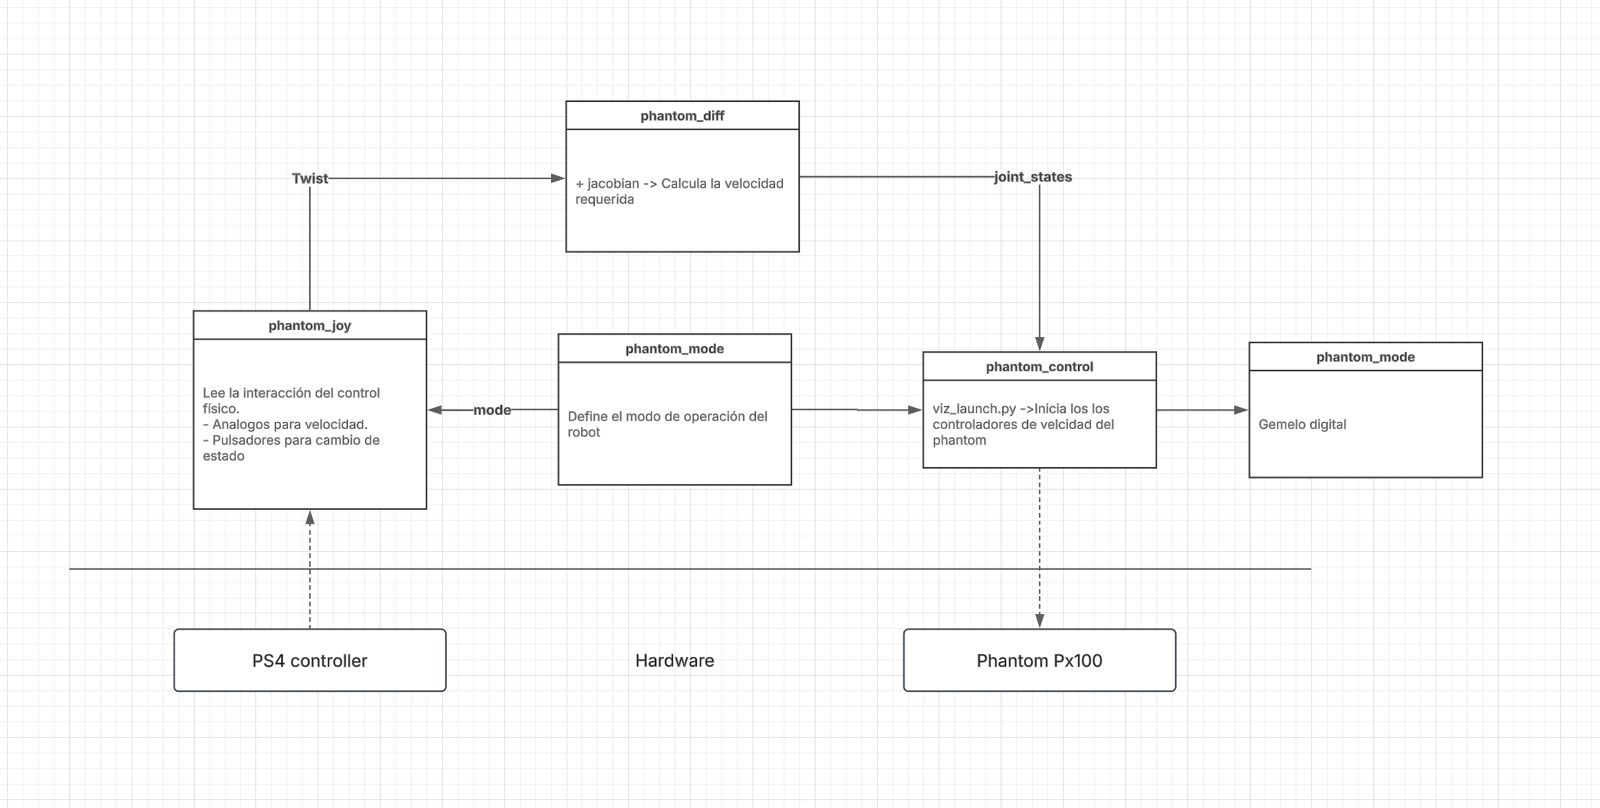 phantom_diff
+ jacobian -> Calcula la velocidad
requerida
Twist
joint_states
phantom_joy
Lee la interacción del control
físico.
- Analogos para velocidad.
- Pulsadores para cambio de
estado
mode
phantom_mode
Define el modo de operación del
robot
phantom_control
viz_launch.py ->Inicia los los
controladores de velcidad del
phantom
phantom_mode
Gemelo digital
PS4 controller
Hardware
Phantom Px100